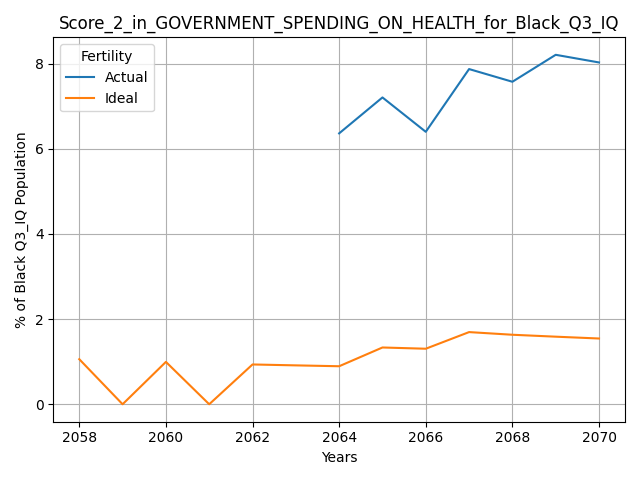 Score_2_in_GOVERNMENT_SPENDING_ON_HEALTH_for_Black_Q3_IQ
Fertility
Actual
Ideal
% of Black Q3_IQ Population
8
6
4
2
0
2058 2060 2062 2064 2066 2068 2070
Years